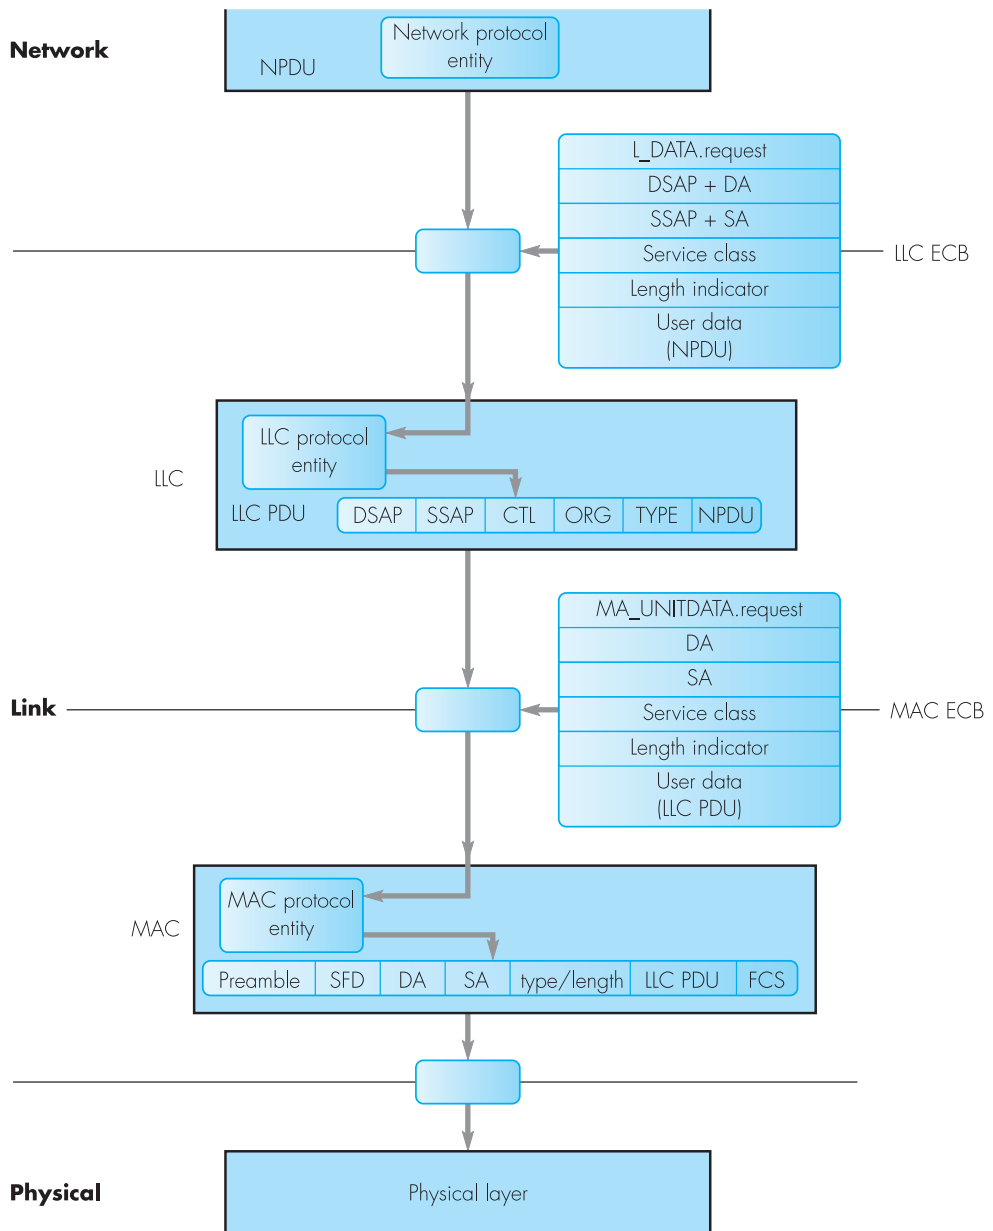 Network
Network protocol
entity
NPDU
L_DATA.request
DSAP + DA
SSAP + SA
Service class
Length indicator
User data
(NPDU)
LLC ECB
LLC
LLC protocol
entity
LLC PDU
DSAP SSAP CTL ORG TYPE NPDU
MA_UNITDATA.request
DA
SA
Service class
Length indicator
User data
(LLC PDU)
Link
MAC ECB
MAC
MAC protocol
entity
Preamble SFD DA SA type/length LLC PDU FCS
Physical
Physical layer